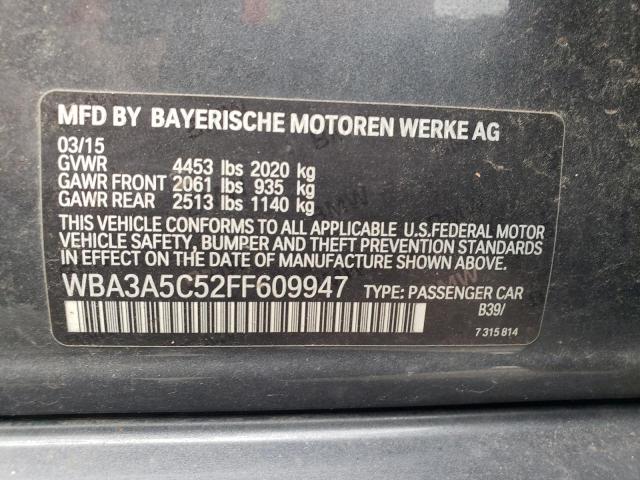 MFD BY BAYERISCHE MOTOREN WERKE AG
03/15
GVWR 4453 lbs 2020 kg
GAWR FRONT 2061 lbs 935 kg
GAWR REAR 2513 lbs 1140 kg
THIS VEHICLE CONFORMS TO ALL APPLICABLE U.S.FEDERAL MOTOR
VEHICLE SAFETY, BUMPER AND THEFT PREVENTION STANDARDS
IN EFFECT ON THE DATE OF MANUFACTURE SHOWN ABOVE.
WBA3A5C52FF609947 TYPE: PASSENGER CAR
B39/
7 315 814